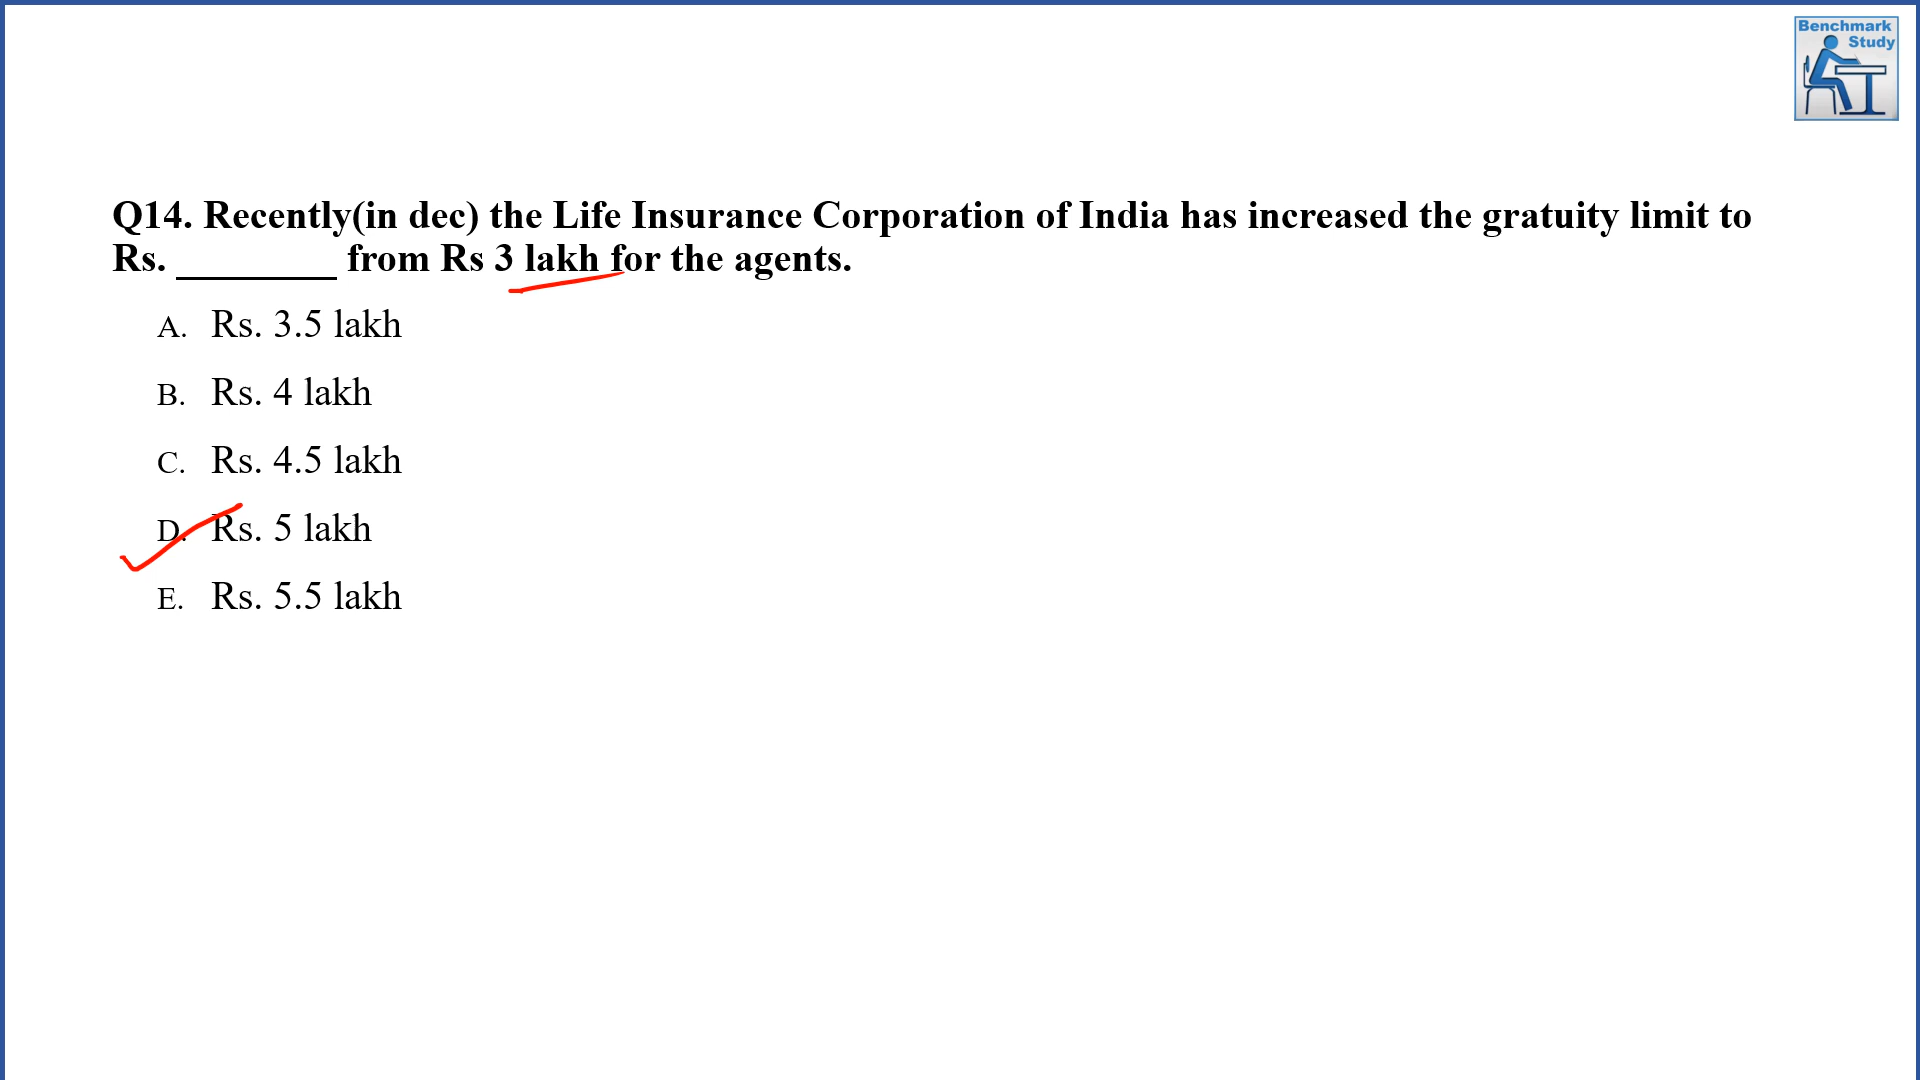 Benchmark
Study
Q14. Recently(in dec) the Life Insurance Corporation of India has increased the gratuity limit to
Rs. ________ from Rs 3 lakh for the agents.
A. Rs. 3.5 lakh
B. Rs. 4 lakh
C. Rs. 4.5 lakh
D. Rs. 5 lakh
E. Rs. 5.5 lakh